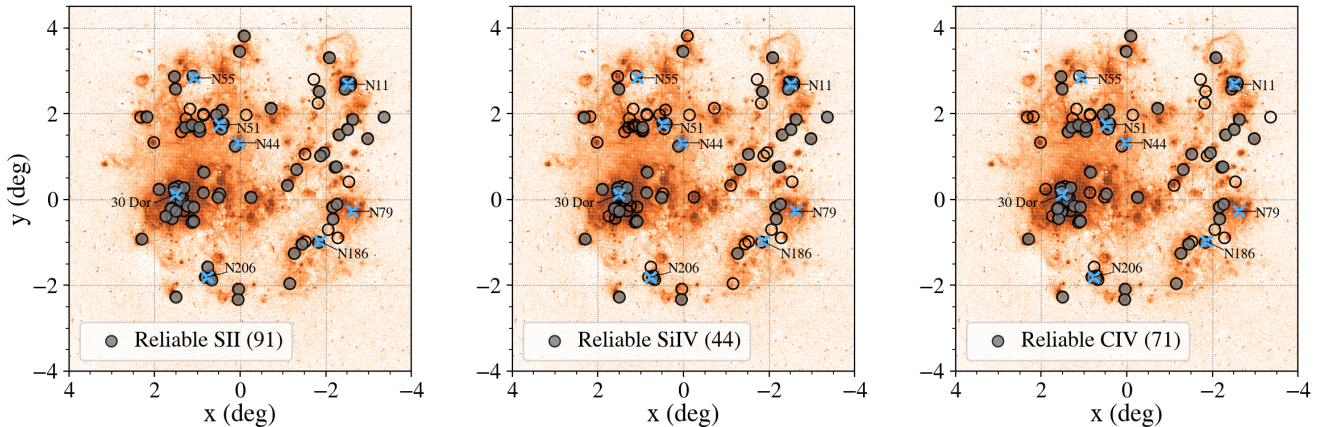 y (deg)
4
2
0
−2
−4
4
2
0
−2
−4
x (deg)
N55
N11
N51
N44
30 Dor
N79
N186
N206
Reliable SII (91)
4
2
0
−2
−4
4
2
0
−2
−4
x (deg)
N55
N11
N51
N44
30 Dor
N79
N186
N206
Reliable SiIV (44)
4
2
0
−2
−4
4
2
0
−2
−4
x (deg)
N55
N11
N51
N44
30 Dor
N79
N186
N206
Reliable CIV (71)